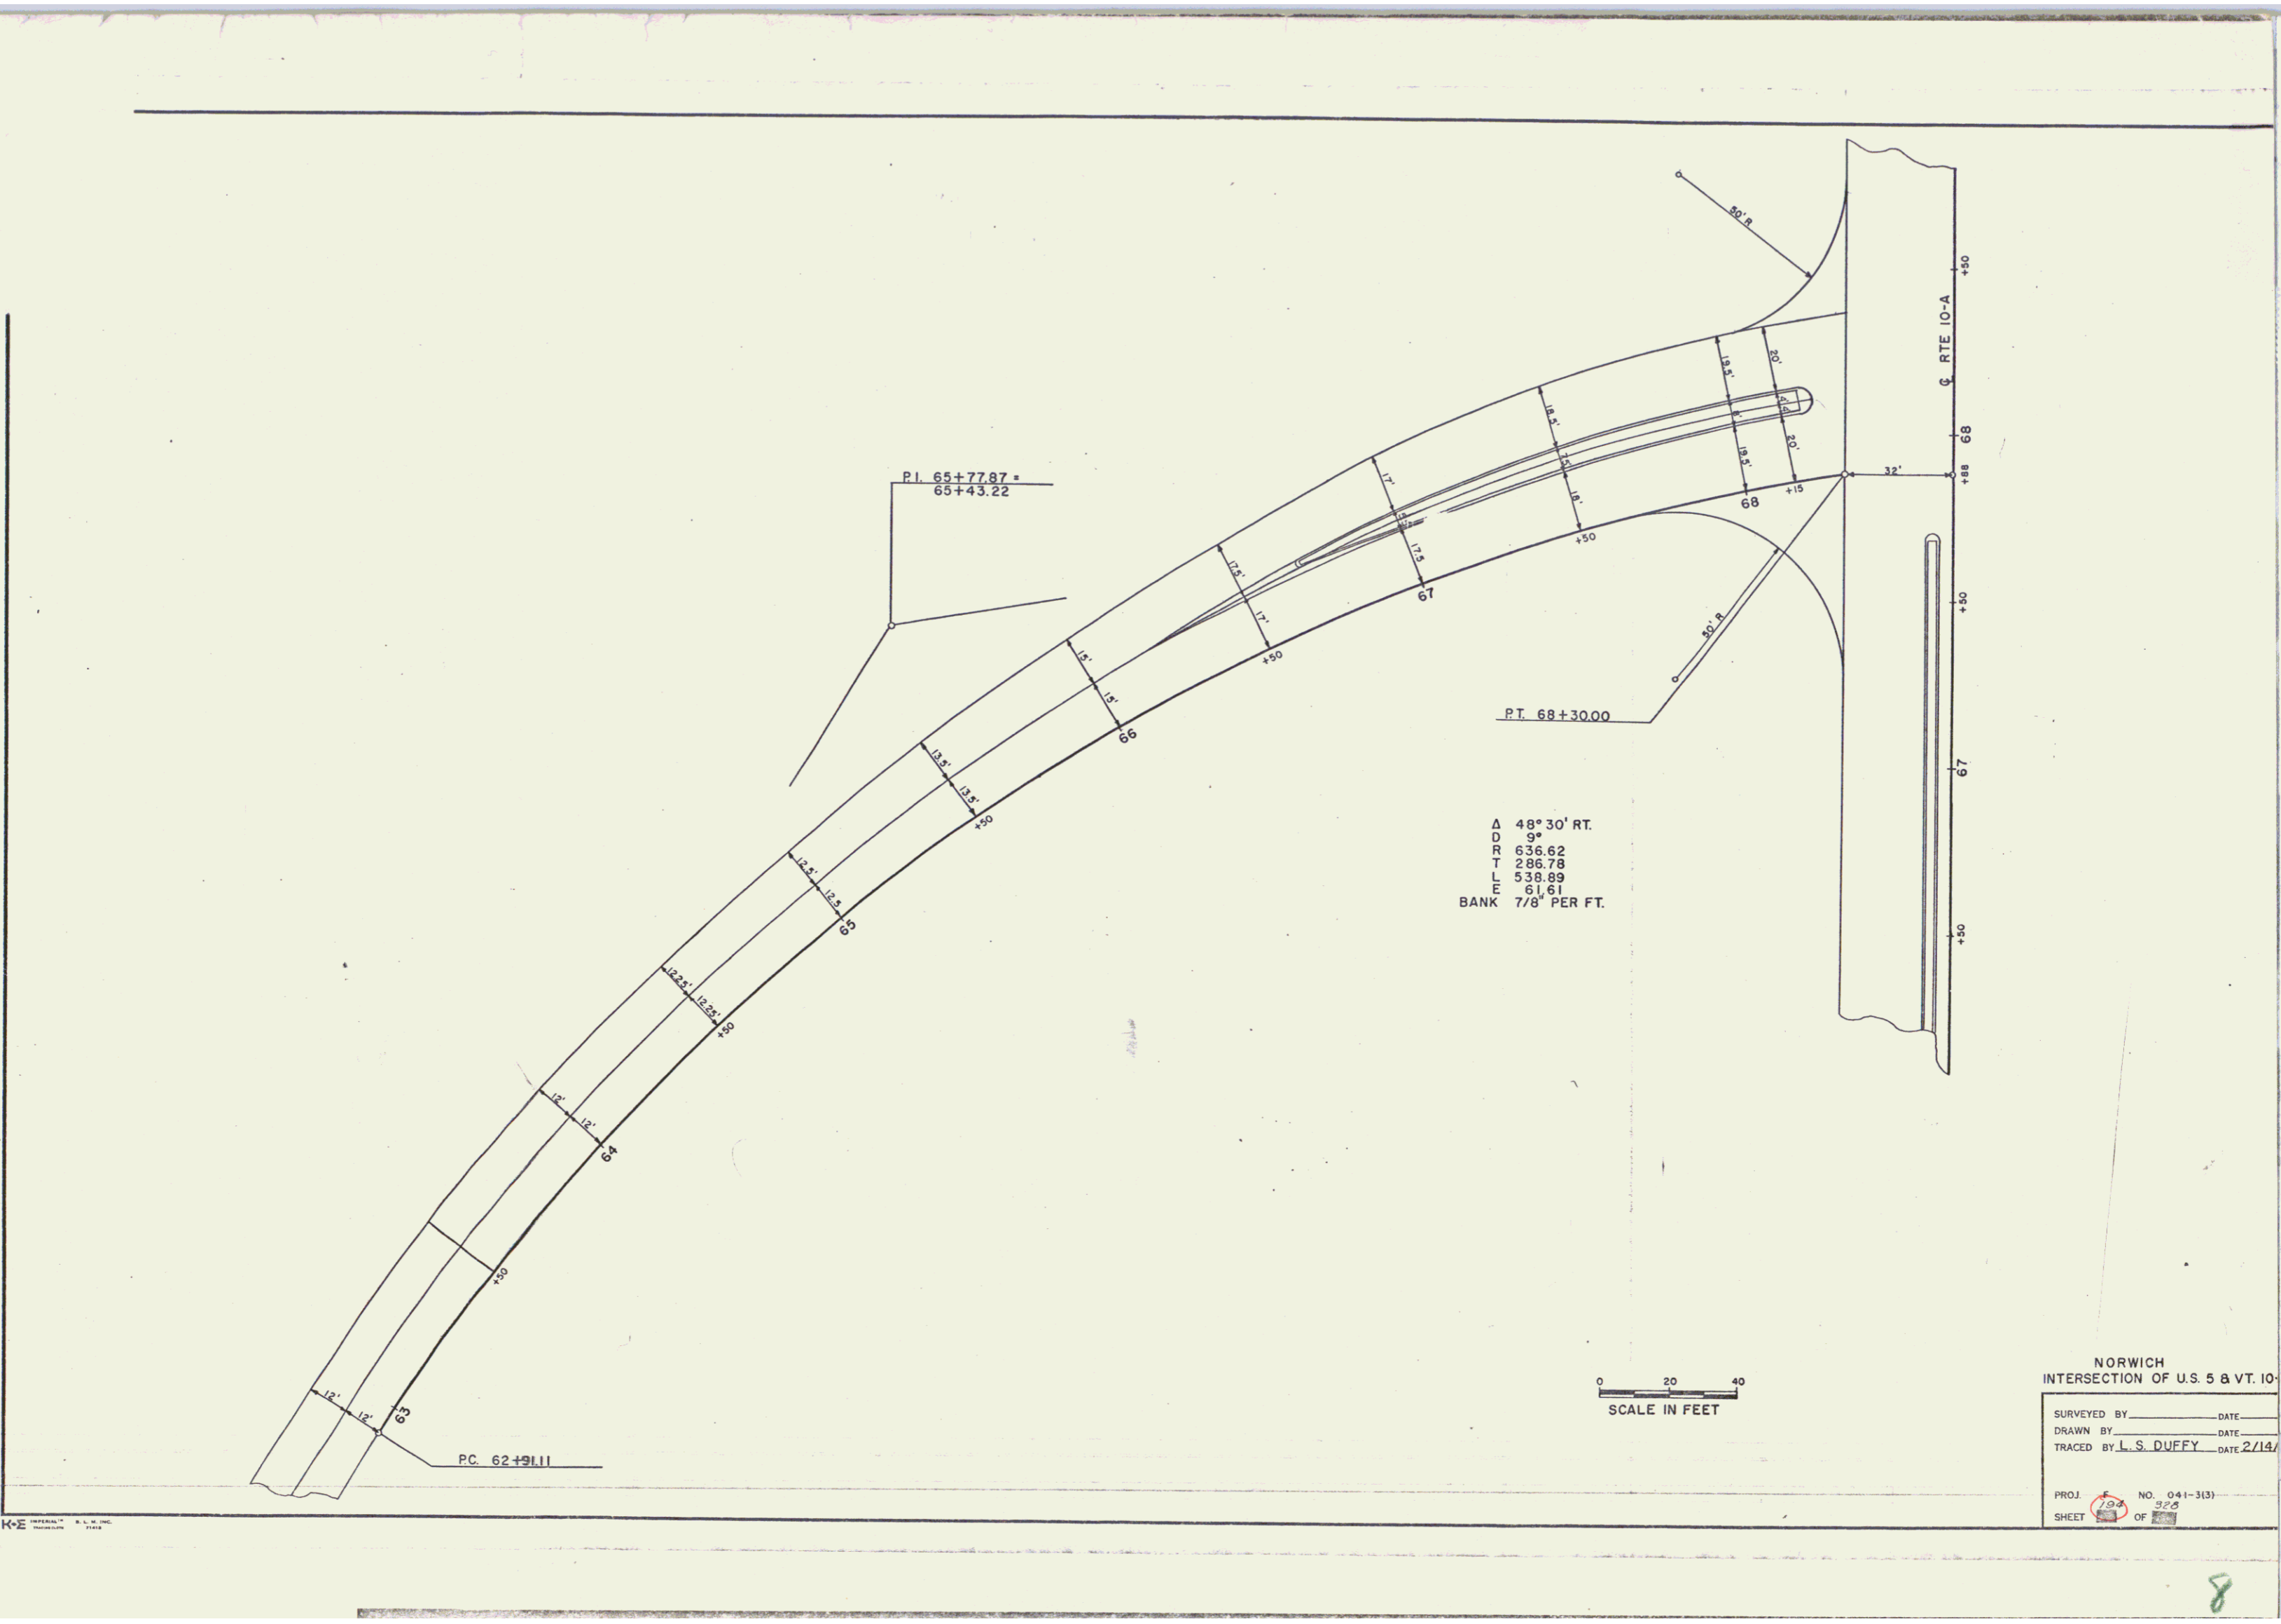 50' R
+50
℄ RTE 10-A
68
+88
32'
+50
67
+50
20'
4'
4'
20'
+15
19.5'
8'
19.5'
68
18.5'
7.5'
18'
+50
17'
17.5
67
17.5'
17'
+50
15'
15'
66
13.5'
13.5'
+50
12.5'
12.5
65
12.25'
12.25'
+50
12'
12'
64
+50
12'
12'
63
P.I. 65+77.87 =
65+43.22
50' R
P.T. 68+30.00
Δ 48° 30' RT.
D 9°
R 636.62
T 286.78
L 538.89
E 61.61
BANK 7/8" PER FT.
P.C. 62+91.11
0 20 40
SCALE IN FEET
NORWICH
INTERSECTION OF U.S. 5 & VT. 10-
SURVEYED BY DATE
DRAWN BY DATE
TRACED BY L. S. DUFFY DATE 2/14/
PROJ. F NO. 041-3(3)
194 328
SHEET OF
K+E IMPERIAL
8